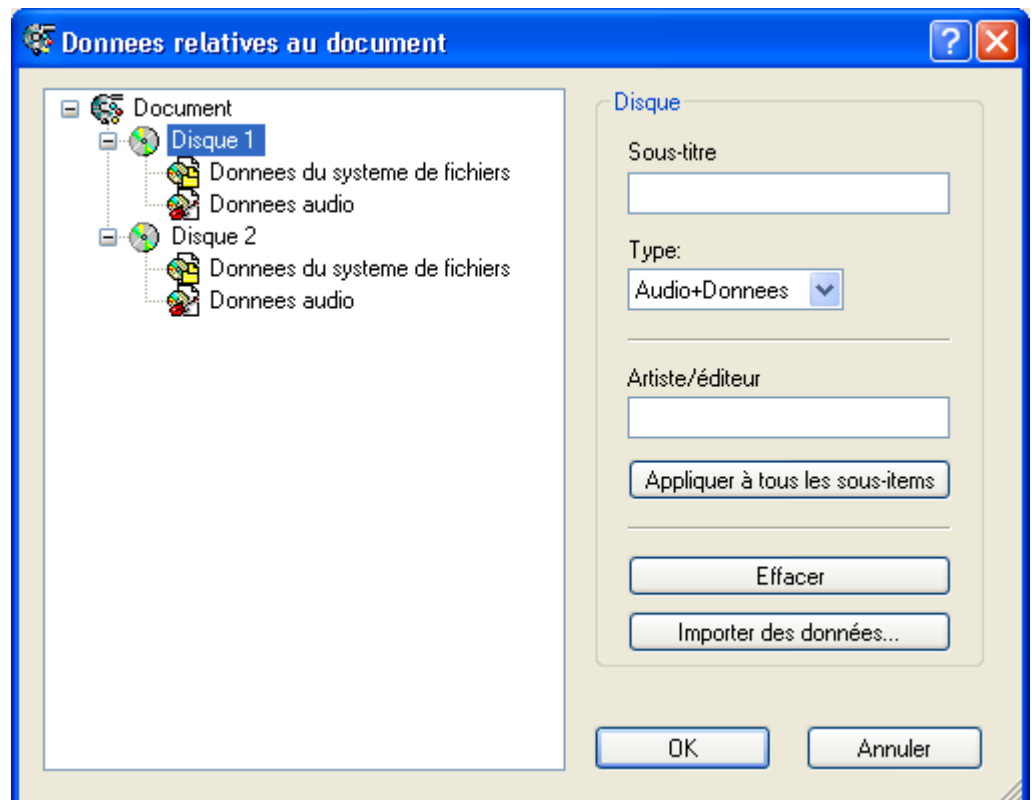 Donnees relatives au document
Document
Disque 1
Donnees du systeme de fichiers
Donnees audio
Disque 2
Donnees du systeme de fichiers
Donnees audio
Disque
Sous-titre
Type:
Audio+Donnees
Artiste/éditeur
Appliquer à tous les sous-items
Effacer
Importer des données...
OK
Annuler